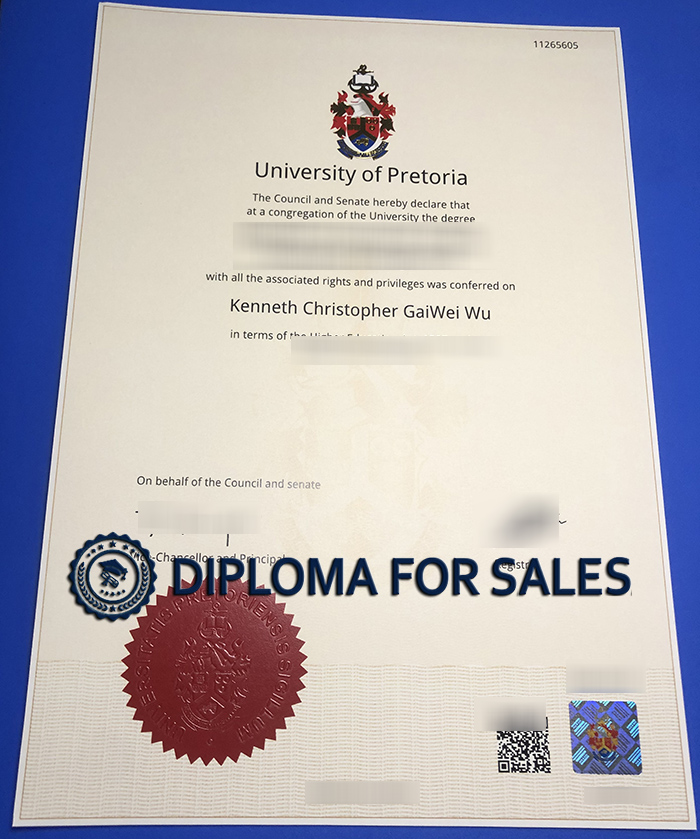 11265605
University of Pretoria
The Council and Senate hereby declare that
at a congregation of the University the degree
with all the associated rights and privileges was conferred on
Kenneth Christopher GaiWei Wu
in terms of the
On behalf of the Council and senate
-Chancellor and Principal
DIPLOMA FOR SALES
SIGILLUM